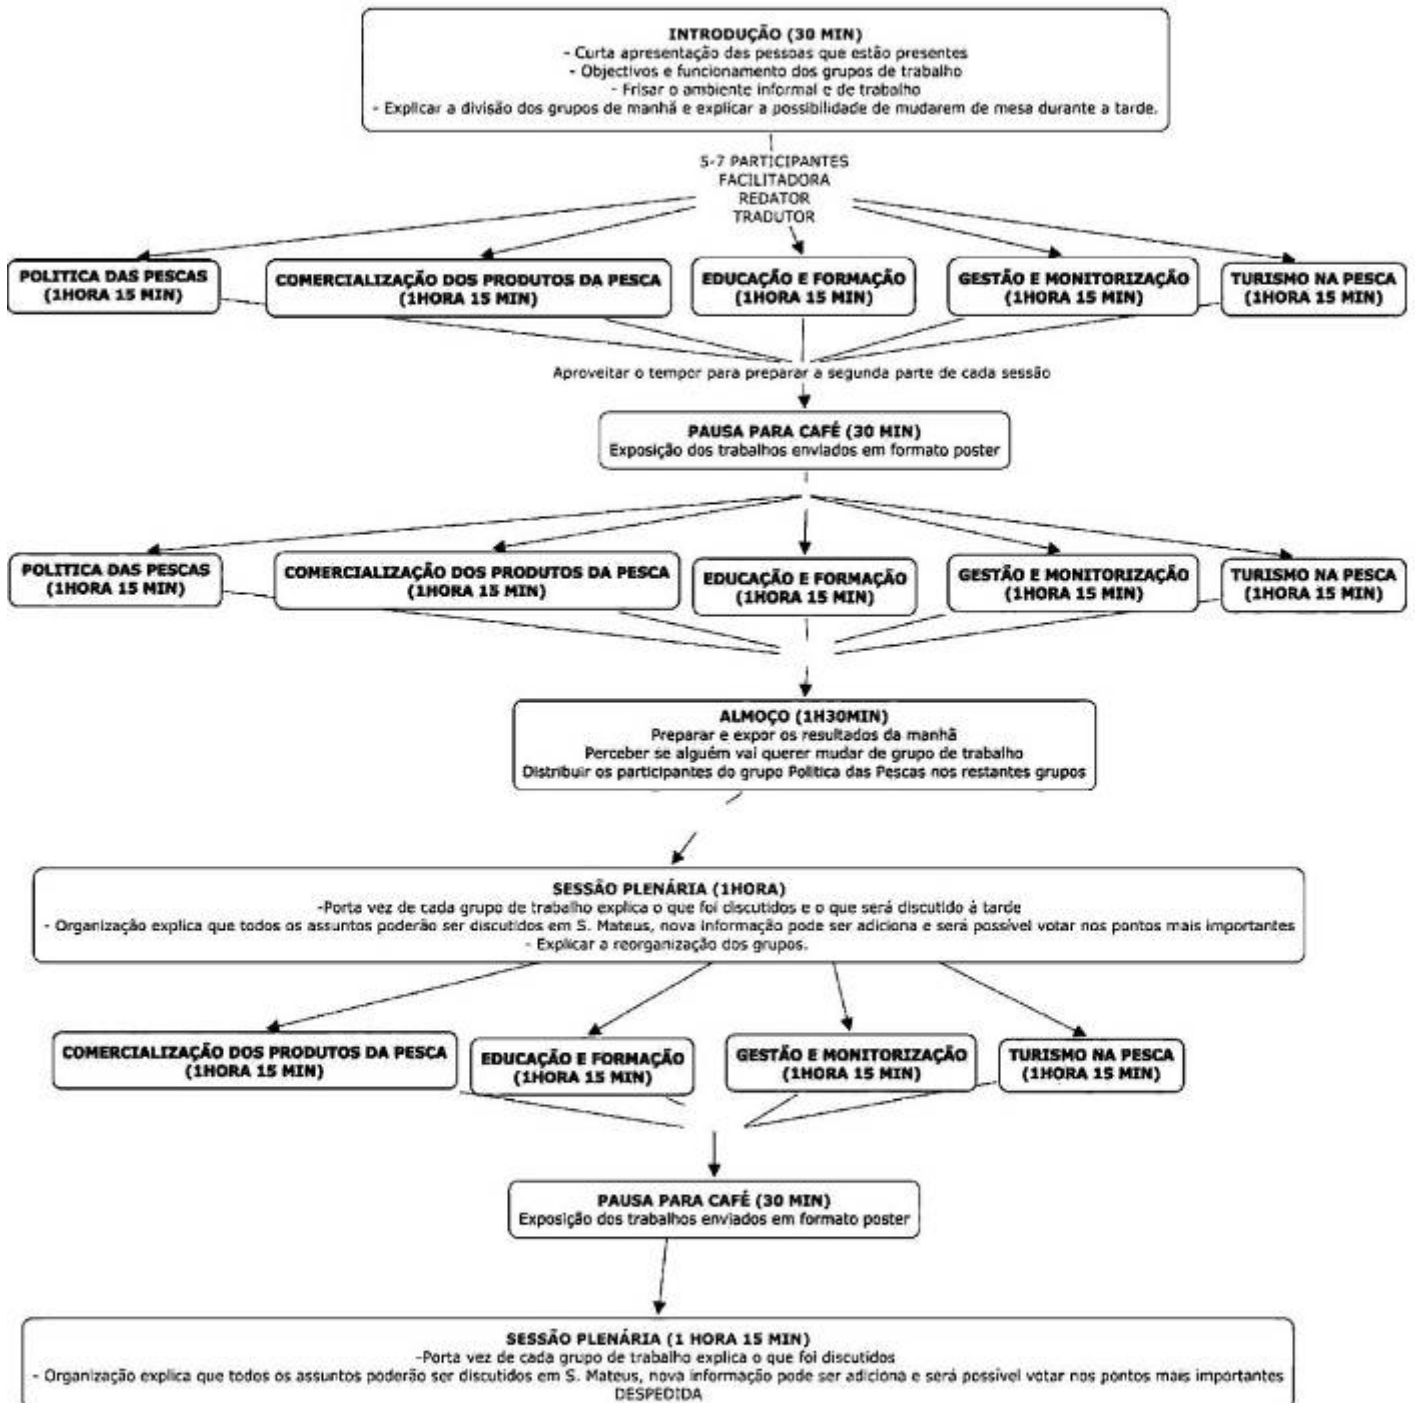 INTRODUÇÃO (30 MIN)
- Curta apresentação das pessoas que estão presentes
- Objectivos e funcionamento dos grupos de trabalho
- Frisar o ambiente informal e de trabalho
- Explicar a divisão dos grupos de manhã e explicar a possibilidade de mudarem de mesa durante a tarde.
5-7 PARTICIPANTES
FACILITADORA
REDATOR
TRADUTOR
POLITICA DAS PESCAS
(1HORA 15 MIN)
COMERCIALIZAÇÃO DOS PRODUTOS DA PESCA
(1HORA 15 MIN)
EDUCAÇÃO E FORMAÇÃO
(1HORA 15 MIN)
GESTÃO E MONITORIZAÇÃO
(1HORA 15 MIN)
TURISMO NA PESCA
(1HORA 15 MIN)
Aproveitar o tempor para preparar a segunda parte de cada sessão
PAUSA PARA CAFÉ (30 MIN)
Exposição dos trabalhos enviados em formato poster
POLITICA DAS PESCAS
(1HORA 15 MIN)
COMERCIALIZAÇÃO DOS PRODUTOS DA PESCA
(1HORA 15 MIN)
EDUCAÇÃO E FORMAÇÃO
(1HORA 15 MIN)
GESTÃO E MONITORIZAÇÃO
(1HORA 15 MIN)
TURISMO NA PESCA
(1HORA 15 MIN)
ALMOÇO (1H30MIN)
Preparar e expor os resultados da manhã
Perceber se alguém vai querer mudar de grupo de trabalho
Distribuir os participantes do grupo Politica das Pescas nos restantes grupos
SESSÃO PLENÁRIA (1HORA)
-Porta vez de cada grupo de trabalho explica o que foi discutidos e o que será discutido à tarde
- Organização explica que todos os assuntos poderão ser discutidos em S. Mateus, nova informação pode ser adiciona e será possível votar nos pontos mais importantes
- Explicar a reorganização dos grupos.
COMERCIALIZAÇÃO DOS PRODUTOS DA PESCA
(1HORA 15 MIN)
EDUCAÇÃO E FORMAÇÃO
(1HORA 15 MIN)
GESTÃO E MONITORIZAÇÃO
(1HORA 15 MIN)
TURISMO NA PESCA
(1HORA 15 MIN)
PAUSA PARA CAFÉ (30 MIN)
Exposição dos trabalhos enviados em formato poster
SESSÃO PLENÁRIA (1 HORA 15 MIN)
-Porta vez de cada grupo de trabalho explica o que foi discutidos
- Organização explica que todos os assuntos poderão ser discutidos em S. Mateus, nova informação pode ser adiciona e será possível votar nos pontos mais importantes
DESPEDIDA